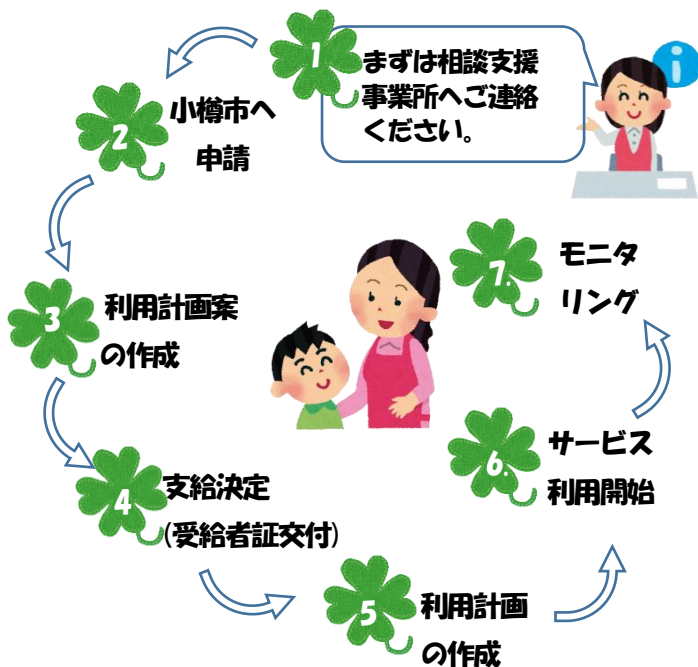 1
まずは相談支援
事業所へご連絡
ください。
i
2
小樽市へ
申請
3
利用計画案
の作成
4
支給決定
(受給者証交付)
5
利用計画
の作成
6.
サービス
利用開始
7.
モニタ
リング